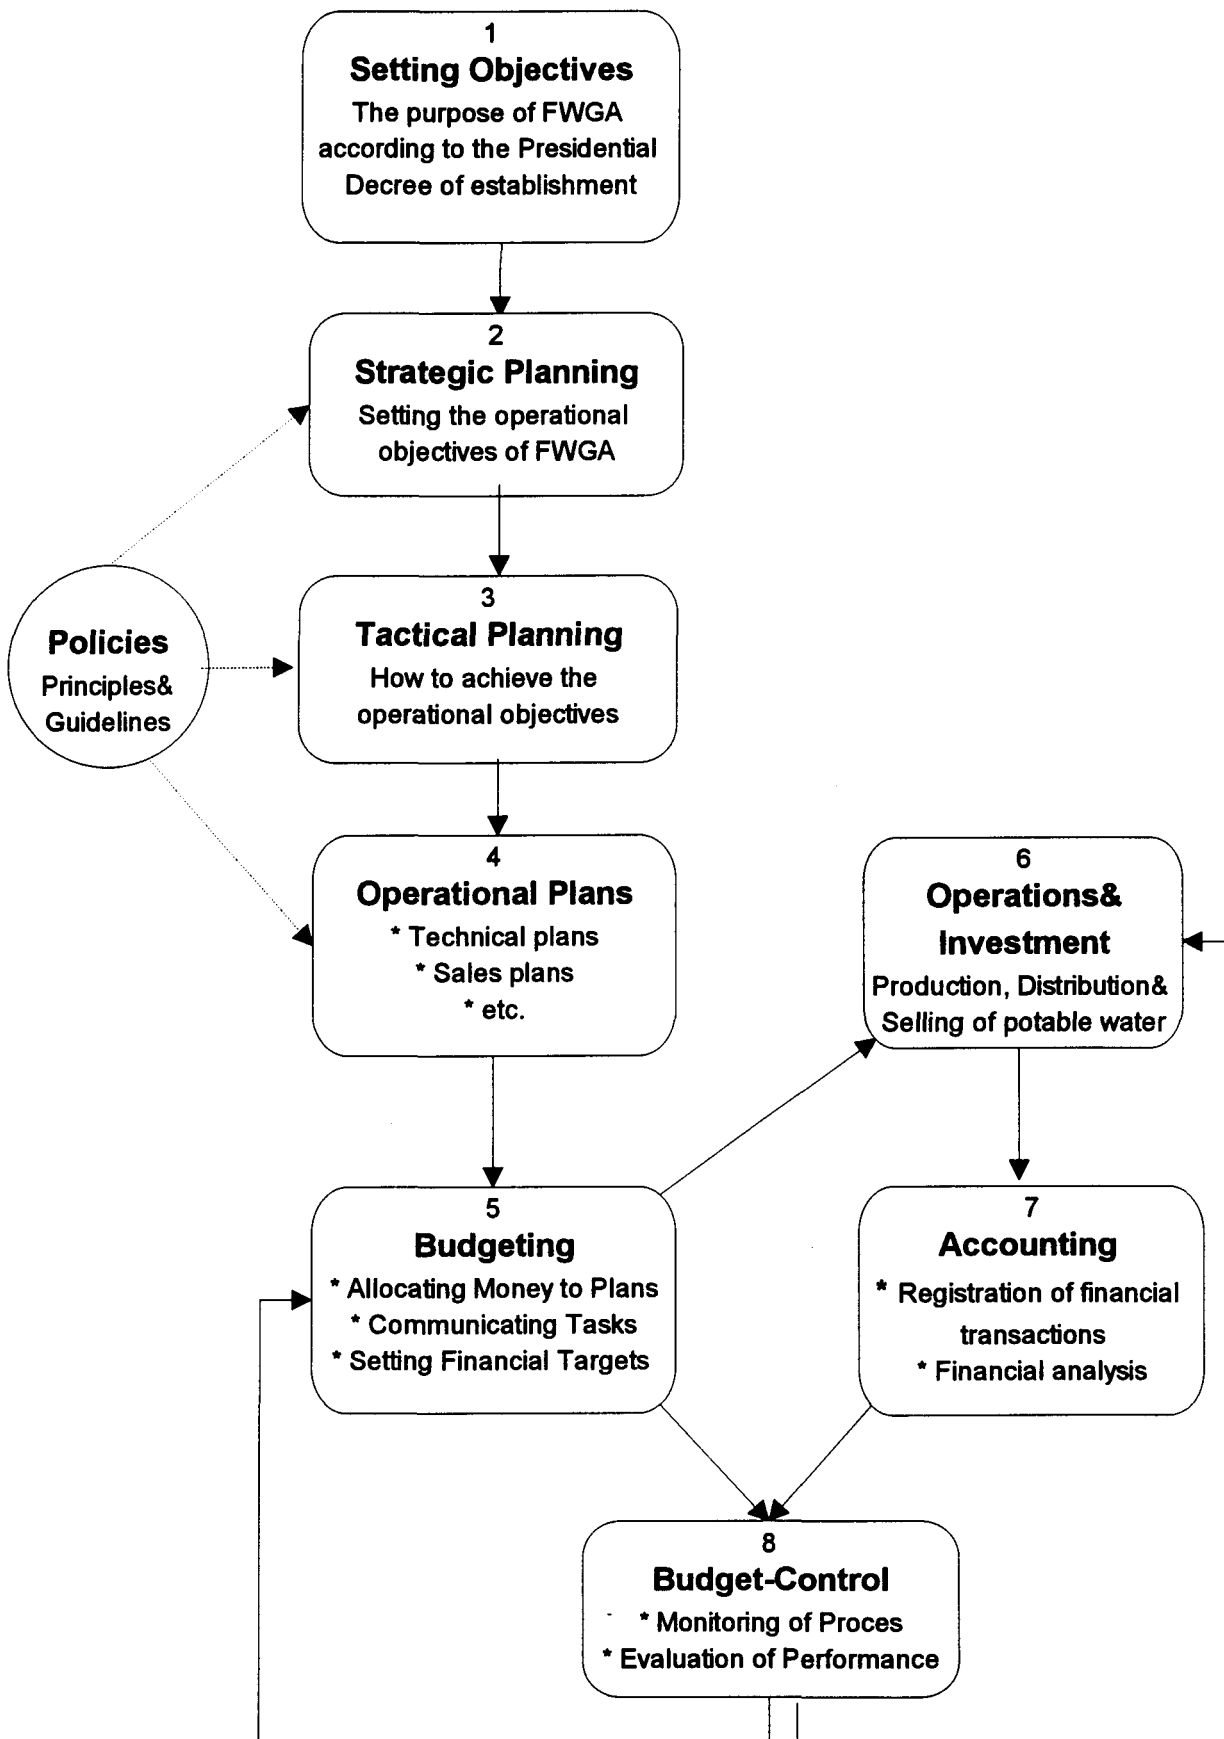 1
Setting Objectives
The purpose of FWGA
according to the Presidential
Decree of establishment
2
Strategic Planning
Setting the operational
objectives of FWGA
Policies
Principles&
Guidelines
3
Tactical Planning
How to achieve the
operational objectives
4
Operational Plans
* Technical plans
* Sales plans
* etc.
5
Budgeting
* Allocating Money to Plans
* Communicating Tasks
* Setting Financial Targets
6
Operations&
Investment
Production, Distribution&
Selling of potable water
7
Accounting
* Registration of financial
transactions
* Financial analysis
8
Budget-Control
* Monitoring of Proces
* Evaluation of Performance